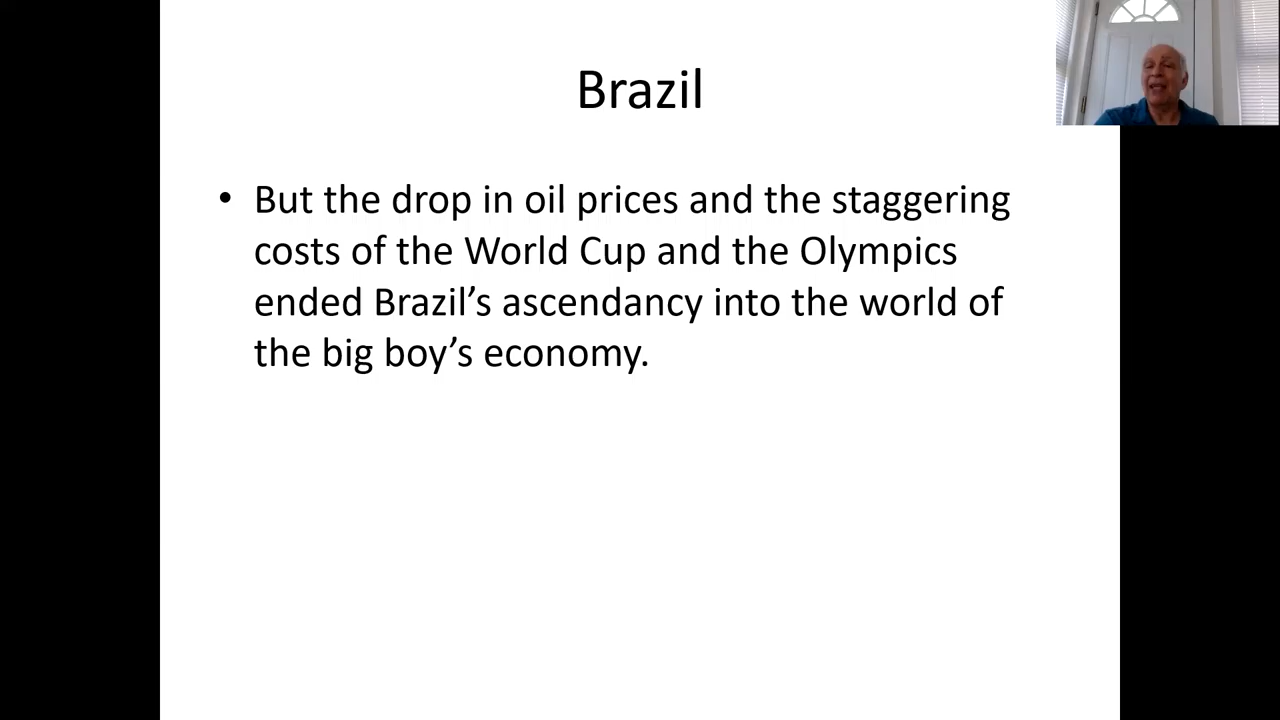 Brazil
• But the drop in oil prices and the staggering
costs of the World Cup and the Olympics
ended Brazil’s ascendancy into the world of
the big boy’s economy.